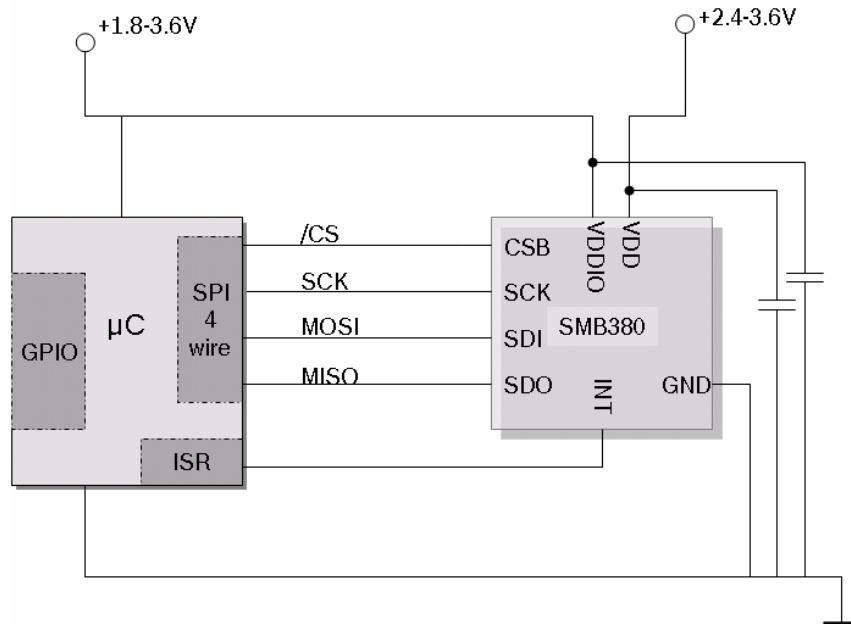 +1.8-3.6V
+2.4-3.6V
/CS
SCK
MOSI
MISO
GPIO
µC
SPI
4
wire
ISR
CSB
SCK
SDI
SDO
VDDIO
VDD
SMB380
INT
GND